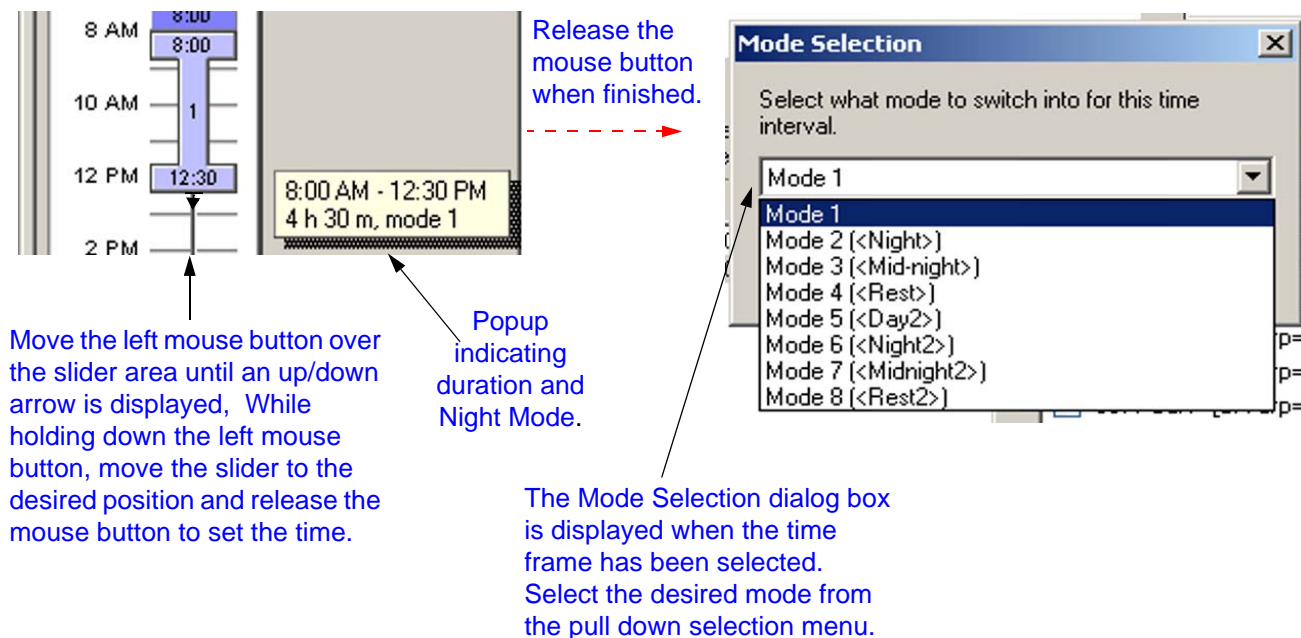 8:00
8 AM
8:00
10 AM
1
12 PM
12:30
2 PM
8:00 AM - 12:30 PM
4 h 30 m, mode 1
Release the
mouse button
when finished.
Mode Selection
Select what mode to switch into for this time
interval.
Mode 1
Mode 1
Mode 2 (<Night>)
Mode 3 (<Mid-night>)
Mode 4 (<Rest>)
Mode 5 (<Day2>)
Mode 6 (<Night2>)
Mode 7 (<Midnight2>)
Mode 8 (<Rest2>)
Move the left mouse button over
the slider area until an up/down
arrow is displayed, While
holding down the left mouse
button, move the slider to the
desired position and release the
mouse button to set the time.
Popup
indicating
duration and
Night Mode.
The Mode Selection dialog box
is displayed when the time
frame has been selected.
Select the desired mode from
the pull down selection menu.